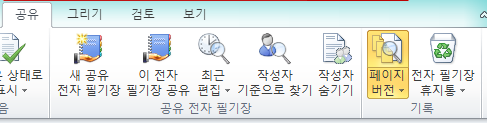 공유 그리기 검토 보기
상태로 새 공유 이 전자 최근 작성자 작성자 페이지 전자 필기장
표시 전자 필기장 필기장 공유 편집 기준으로 찾기 숨기기 버전 휴지통
공유 전자 필기장 기록